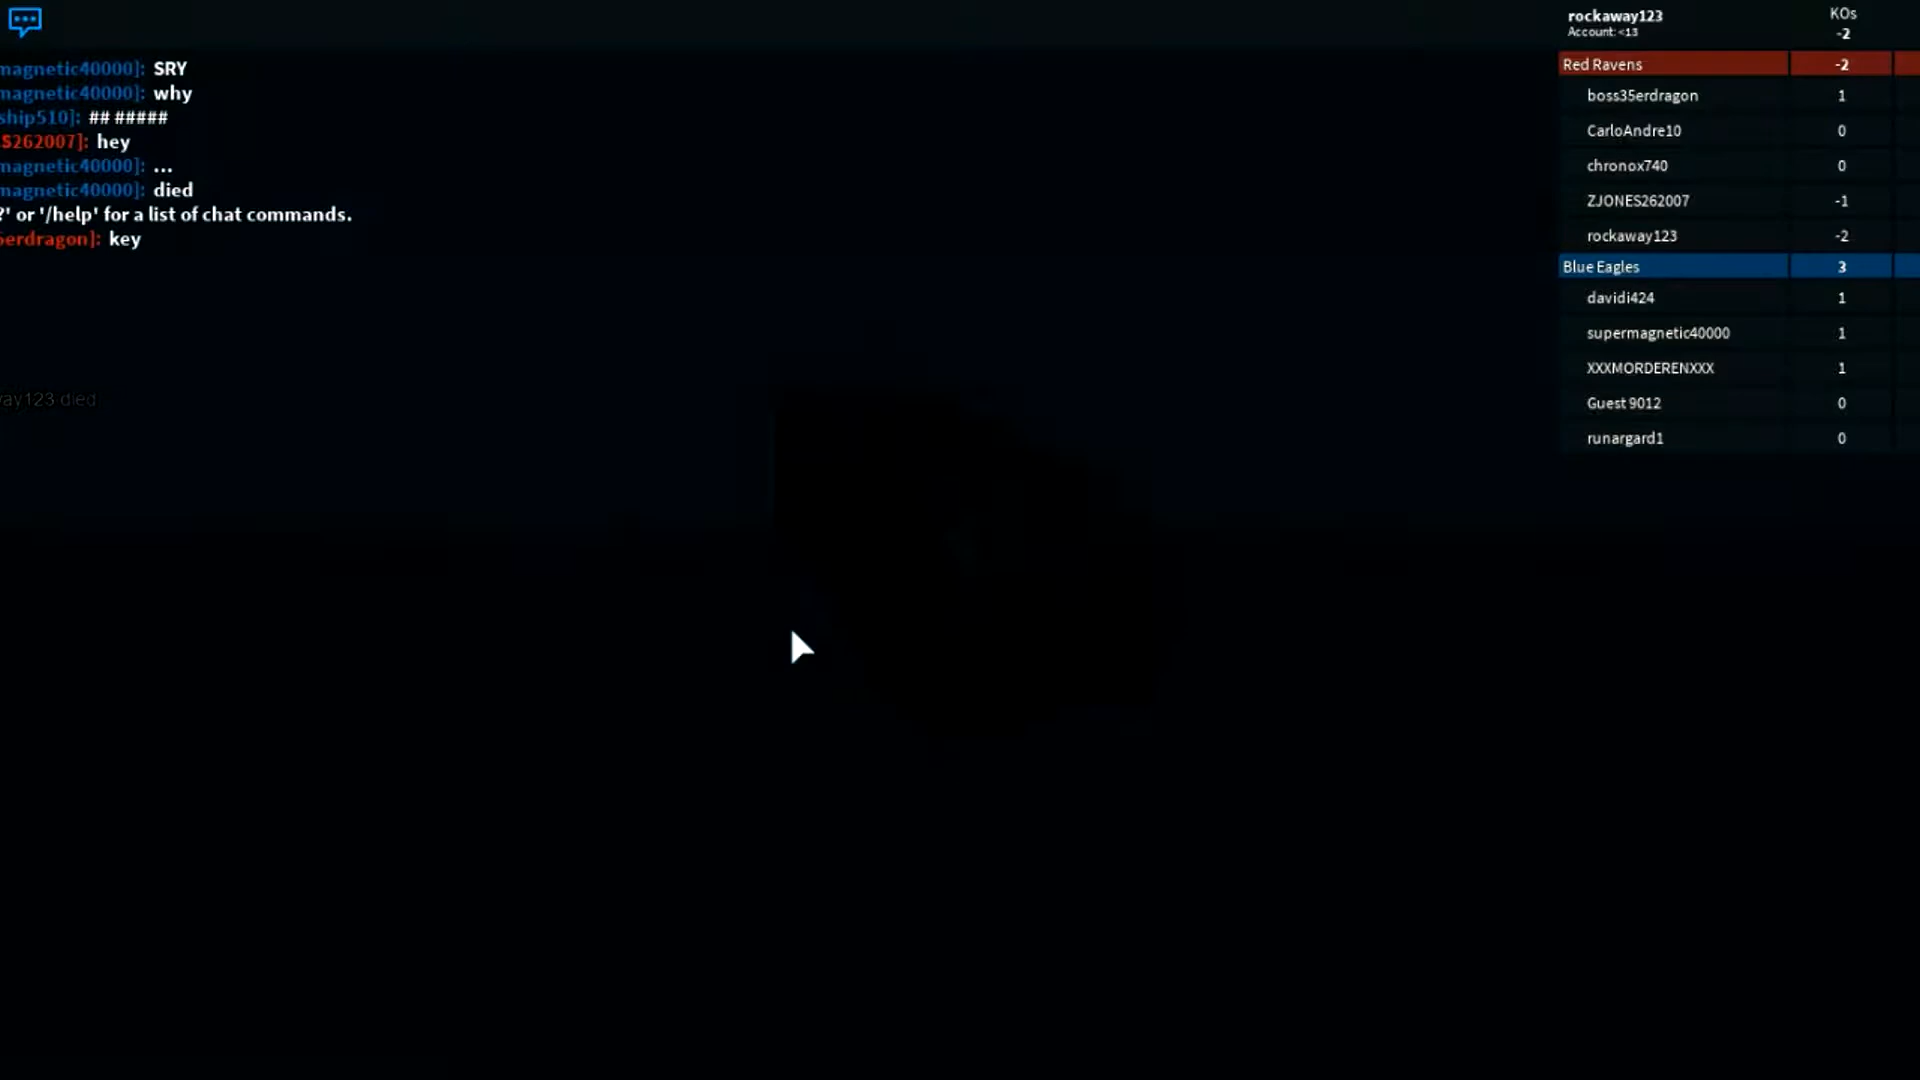 magnetic40000]: SRY
magnetic40000]: why
ship510]: ## #####
S262007]: hey
magnetic40000]: ...
magnetic40000]: died
?' or '/help' for a list of chat commands.
erdragon]: key
way123 died
rockaway123 KOs
Account: <13 -2
Red Ravens -2
boss35erdragon 1
CarloAndre10 0
chronox740 0
ZJONES262007 -1
rockaway123 -2
Blue Eagles 3
davidi424 1
supermagnetic40000 1
XXXMORDERENXXX 1
Guest 9012 0
runargard1 0